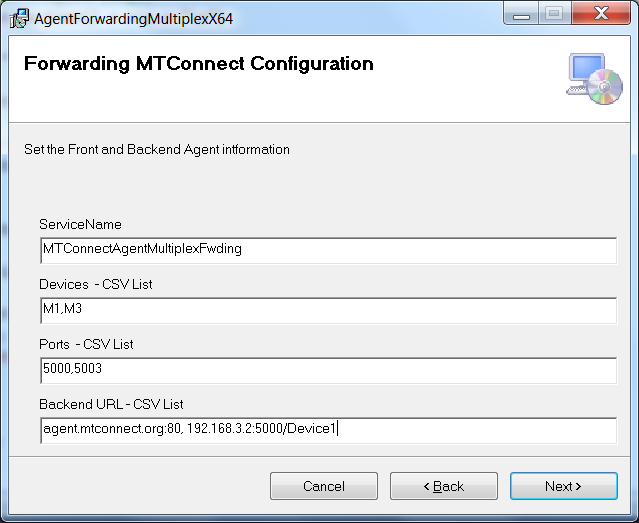 AgentForwardingMultiplexX64
Forwarding MTConnect Configuration
Set the Front and Backend Agent intformation
ServiceName
MTConnectAgentMultiplexFwding
Devices - CSV List
M1,M3
Ports - CSV List
5000,5003
Backend URL - CSV List
agent.mtconnect.org:80, 192.168.3.2:5000/Device1
Cancel < Back Next >